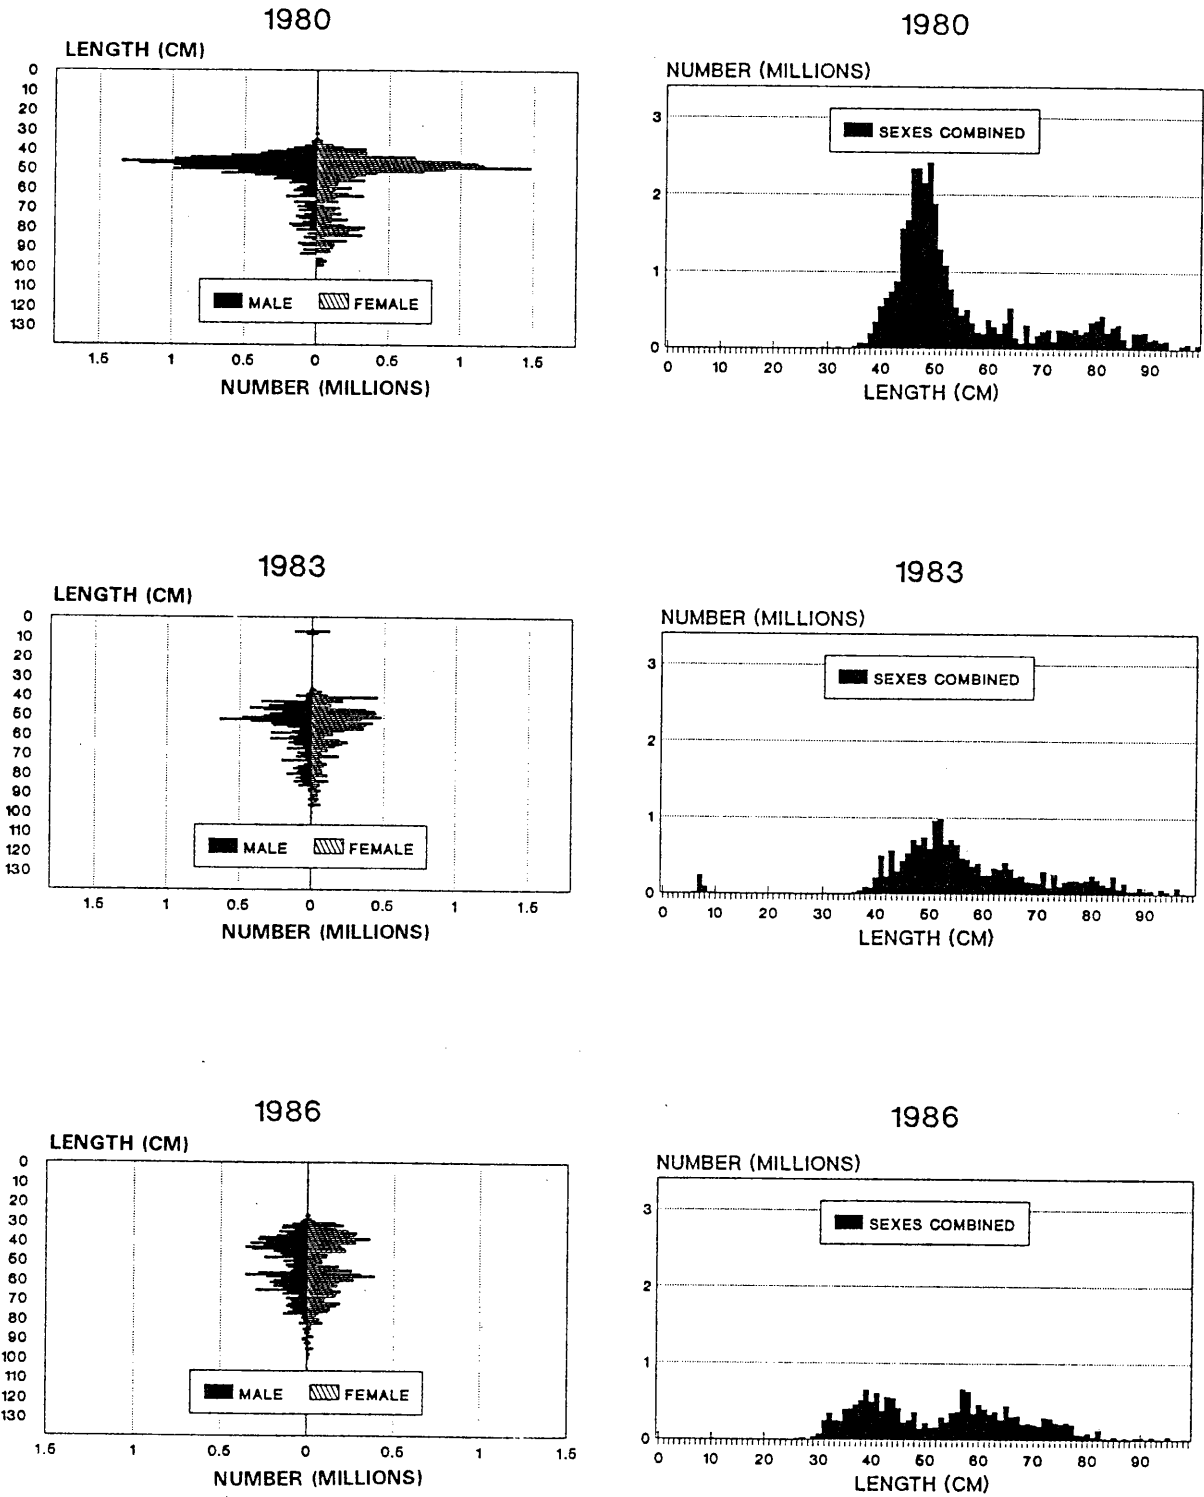 1980
LENGTH (CM)
0
10
20
30
40
50
60
70
80
90
100
110
120
130
MALE FEMALE
1.5 1 0.5 0 0.5 1 1.5
NUMBER (MILLIONS)
1980
NUMBER (MILLIONS)
3
2
1
0
SEXES COMBINED
0 10 20 30 40 50 60 70 80 90
LENGTH (CM)
1983
LENGTH (CM)
0
10
20
30
40
50
60
70
80
90
100
110
120
130
MALE FEMALE
1.5 1 0.5 0 0.5 1 1.5
NUMBER (MILLIONS)
1983
NUMBER (MILLIONS)
3
2
1
0
SEXES COMBINED
0 10 20 30 40 50 60 70 80 90
LENGTH (CM)
1986
LENGTH (CM)
0
10
20
30
40
50
60
70
80
90
100
110
120
130
MALE FEMALE
1.5 1 0.5 0 0.5 1 1.5
NUMBER (MILLIONS)
1986
NUMBER (MILLIONS)
3
2
1
0
SEXES COMBINED
0 10 20 30 40 50 60 70 80 90
LENGTH (CM)